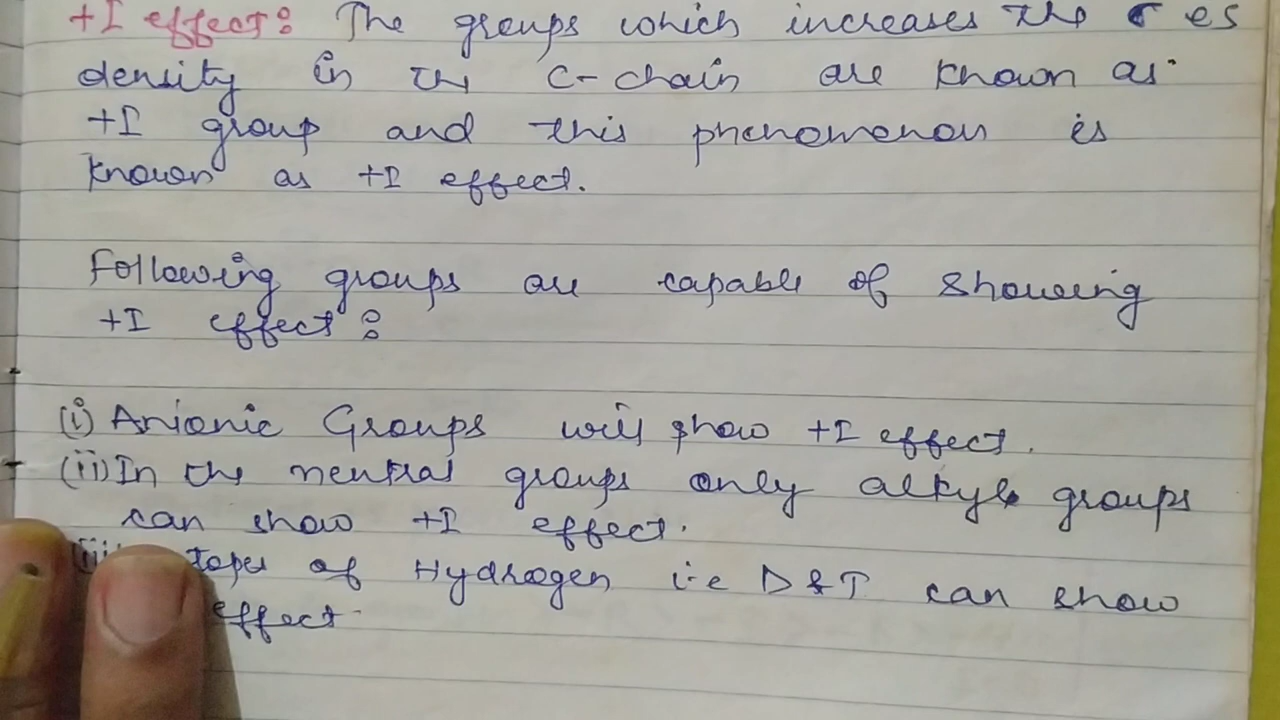 +I effect: The groups which increases the σ es
density in the C-chain are known as
+I group and this phenomenon is
known as +I effect.
Following groups are capable of showing
+I effect:
(i) Anionic Groups will show +I effect.
(ii) In the neutral groups only alkyl groups
can show +I effect.
of Hydrogen i.e D & T can show
effect.